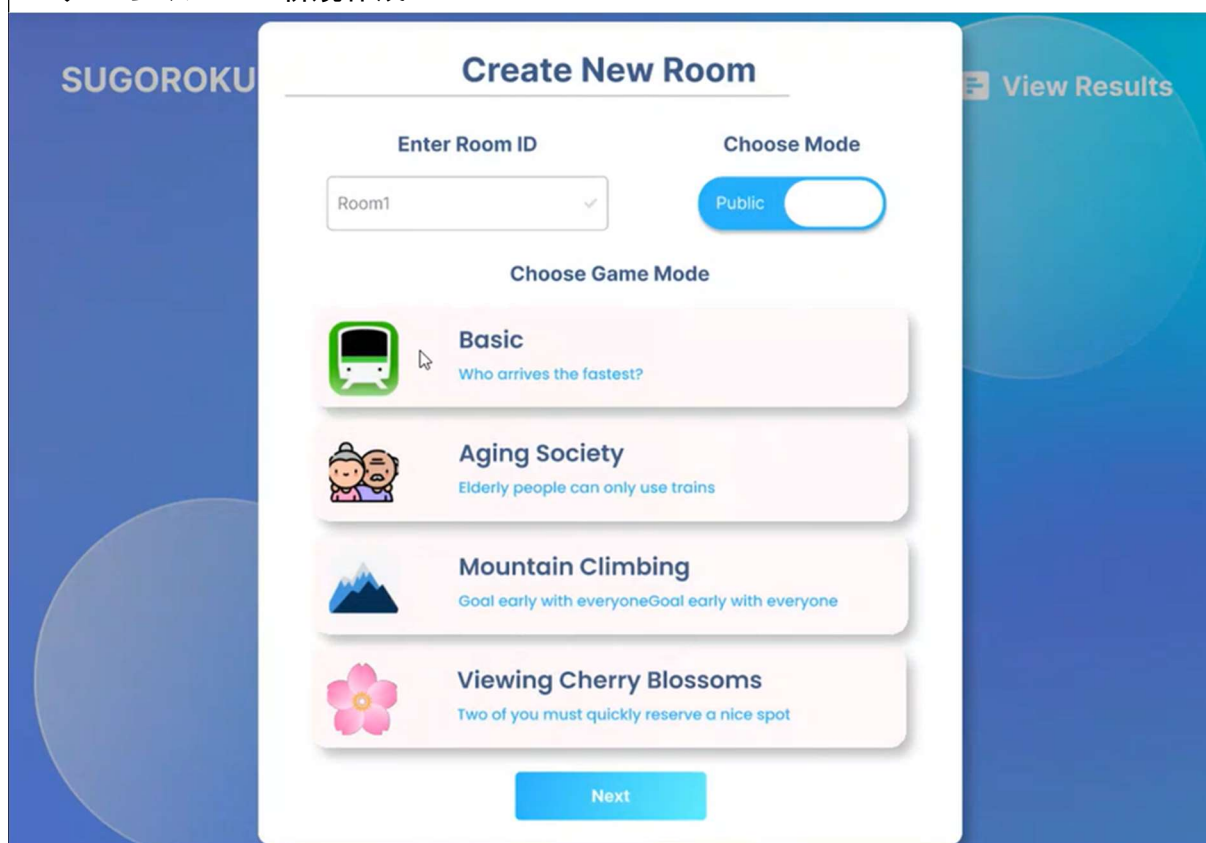 SUGOROKU
View Results
Create New Room
Enter Room ID
Choose Mode
Room1
Public
Choose Game Mode
Basic
Who arrives the fastest?
Aging Society
Elderly people can only use trains
Mountain Climbing
Goal early with everyoneGoal early with everyone
Viewing Cherry Blossoms
Two of you must quickly reserve a nice spot
Next